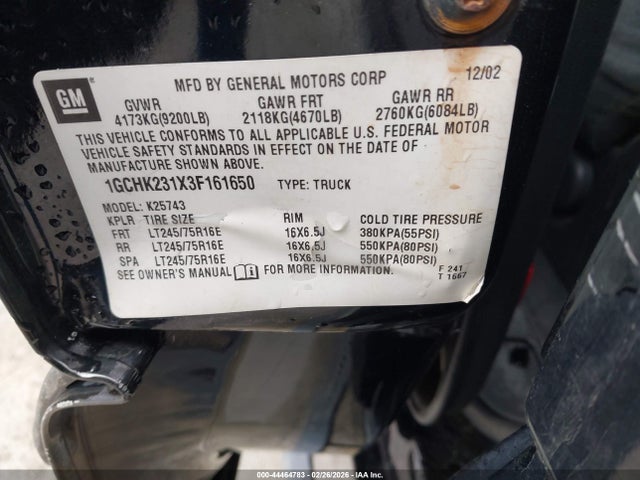 GM
MFD BY GENERAL MOTORS CORP 12/02
GVWR GAWR FRT GAWR RR
4173KG(9200LB) 2118KG(4670LB) 2760KG(6084LB)
THIS VEHICLE CONFORMS TO ALL APPLICABLE U.S. FEDERAL MOTOR
VEHICLE SAFETY STANDARDS IN EFFECT ON THE DATE OF
MANUFACTURE SHOWN ABOVE.
1GCHK231X3F161650 TYPE: TRUCK
MODEL: K25743
KPLR TIRE SIZE RIM COLD TIRE PRESSURE
FRT LT245/75R16E 16X6.5J 380KPA(55PSI)
RR LT245/75R16E 16X6.5J 550KPA(80PSI)
SPA LT245/75R16E 16X6.5J 550KPA(80PSI)
SEE OWNER'S MANUAL FOR MORE INFORMATION.
F 241
T 1667
000-44464783 - 02/26/2026 - IAA Inc.